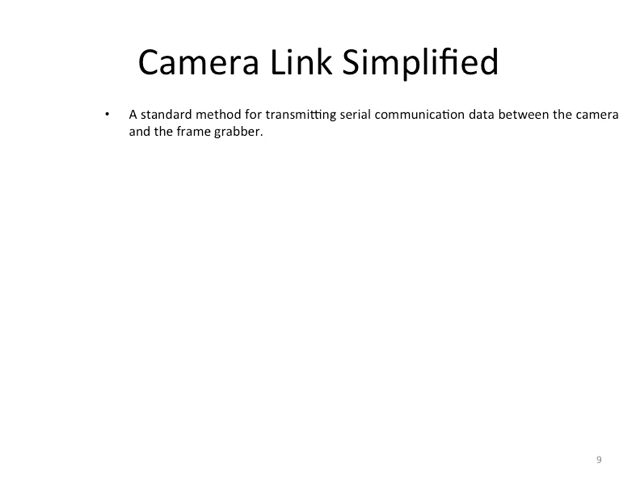 Camera Link Simplified
• A standard method for transmitting serial communication data between the camera
and the frame grabber.
9